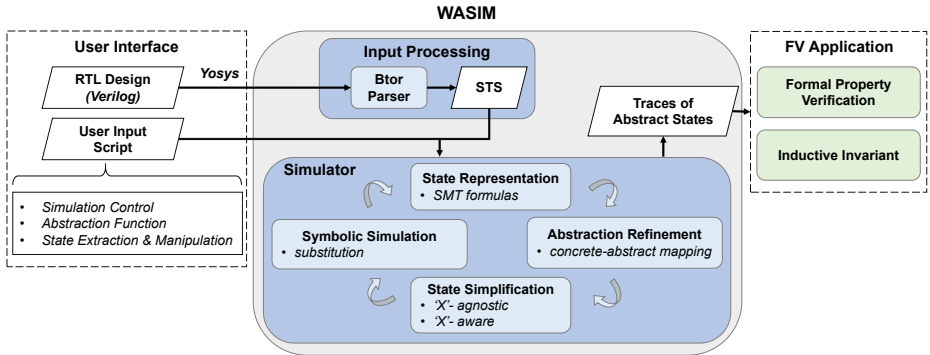 WASIM
User Interface
RTL Design
(Verilog)
Yosys
User Input
Script
• Simulation Control
• Abstraction Function
• State Extraction & Manipulation
Input Processing
Btor
Parser
STS
Simulator
State Representation
• SMT formulas
Symbolic Simulation
• substitution
Abstraction Refinement
• concrete-abstract mapping
State Simplification
• ‘X’- agnostic
• ‘X’- aware
Traces of
Abstract States
FV Application
Formal Property
Verification
Inductive Invariant